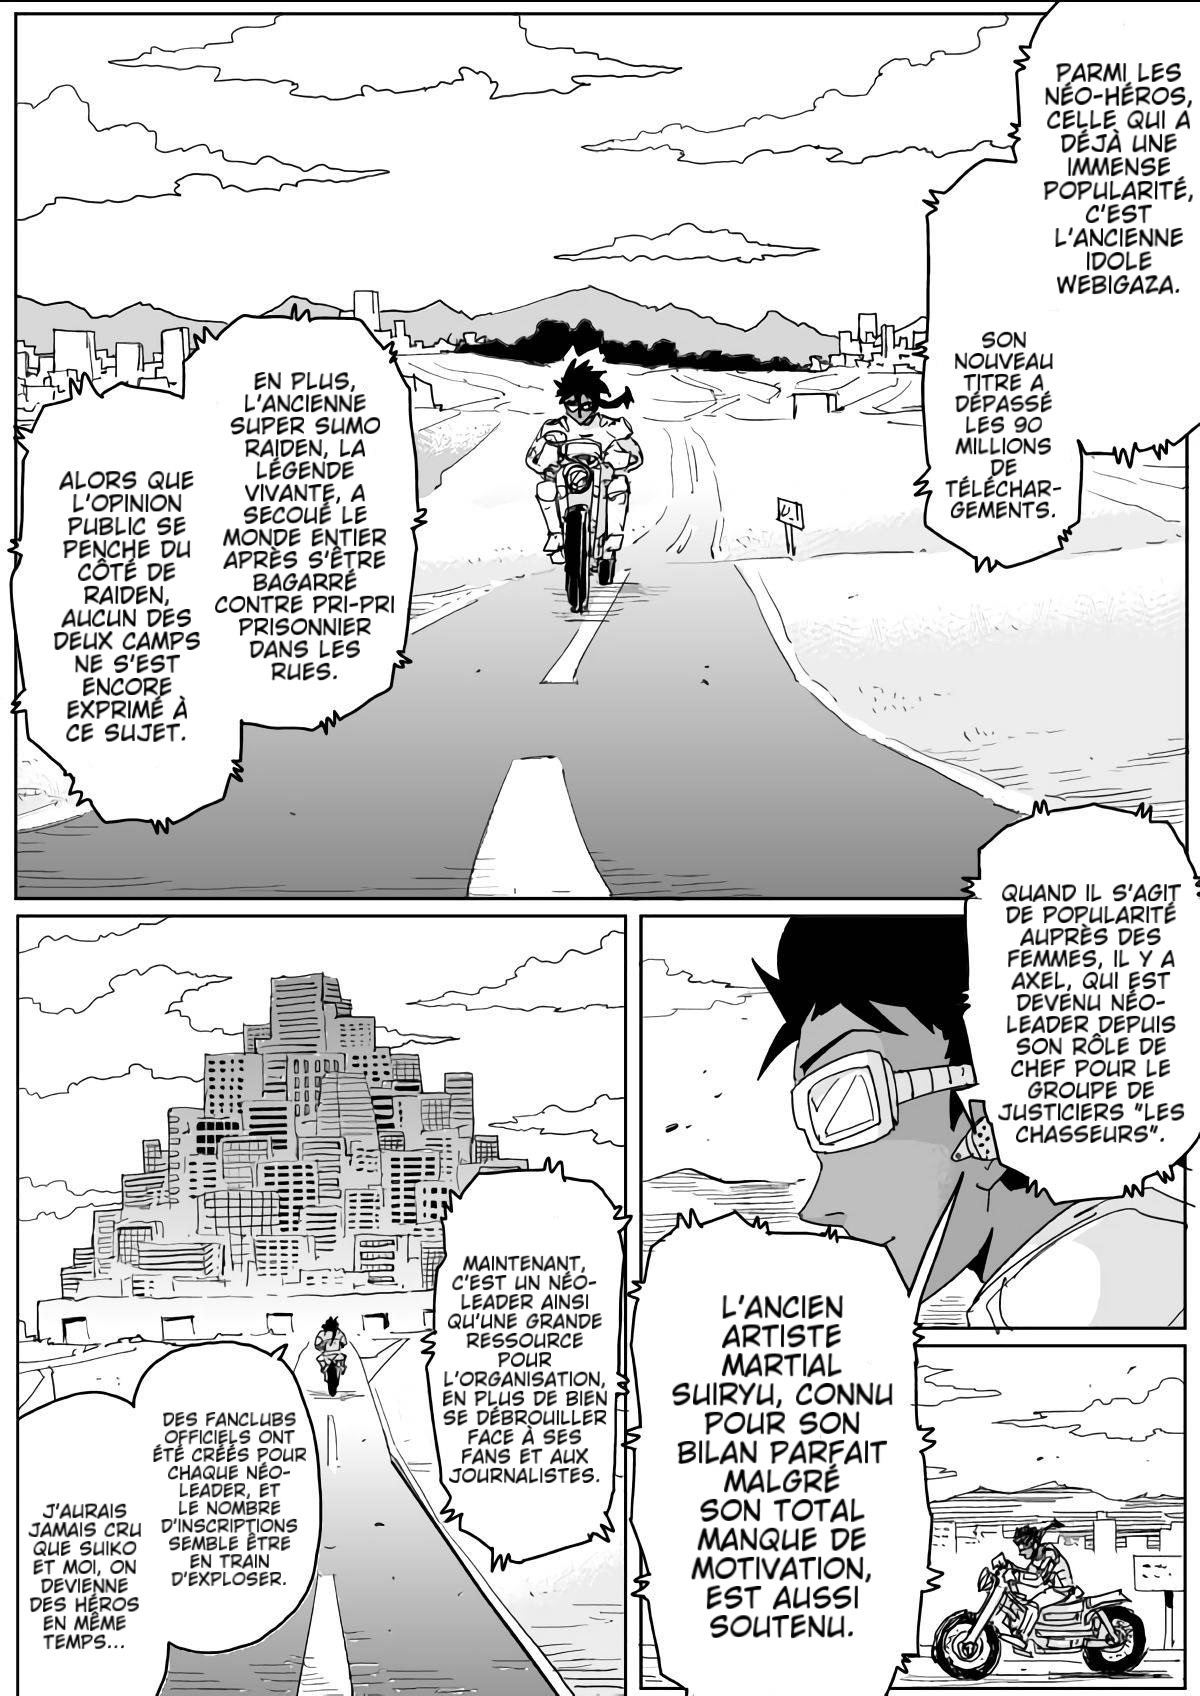 PARMI LES
NÉO-HÉROS,
CELLE QUI A
DÉJÀ UNE
IMMENSE
POPULARITÉ,
C'EST
L'ANCIENNE
IDOLE
WEBIGAZA.
SON
NOUVEAU
TITRE A
DÉPASSÉ
LES 90
MILLIONS
DE
TÉLÉCHAR-
GEMENTS.
EN PLUS,
L'ANCIENNE
SUPER SUMO
RAIDEN, LA
LÉGENDE
VIVANTE, A
SECOUÉ LE
MONDE ENTIER
APRÈS S'ÊTRE
BAGARRÉ
CONTRE PRI-PRI
PRISONNIER
DANS LES
RUES.
ALORS QUE
L'OPINION
PUBLIC SE
PENCHE DU
CÔTÉ DE
RAIDEN,
AUCUN DES
DEUX CAMPS
NE S'EST
ENCORE
EXPRIMÉ À
CE SUJET.
QUAND IL S'AGIT
DE POPULARITÉ
AUPRÈS DES
FEMMES, IL Y A
AXEL, QUI EST
DEVENU NÉO-
LEADER DEPUIS
SON RÔLE DE
CHEF POUR LE
GROUPE DE
JUSTICIERS "LES
CHASSEURS".
L'ANCIEN
ARTISTE
MARTIAL
SUIRYU, CONNU
POUR SON
BILAN PARFAIT
MALGRÉ
SON TOTAL
MANQUE DE
MOTIVATION,
EST AUSSI
SOUTENU.
MAINTENANT,
C'EST UN NÉO-
LEADER AINSI
QU'UNE GRANDE
RESSOURCE
POUR
L'ORGANISATION,
EN PLUS DE BIEN
SE DÉBROUILLER
FACE À SES
FANS ET AUX
JOURNALISTES.
DES FANCLUBS
OFFICIELS ONT
ÉTÉ CRÉÉS POUR
CHAQUE NÉO-
LEADER, ET
LE NOMBRE
D'INSCRIPTIONS
SEMBLE ÊTRE
EN TRAIN
D'EXPLOSER.
J'AURAIS
JAMAIS CRU
QUE SUIKO
ET MOI, ON
DEVIENNE
DES HÉROS
EN MÊME
TEMPS...